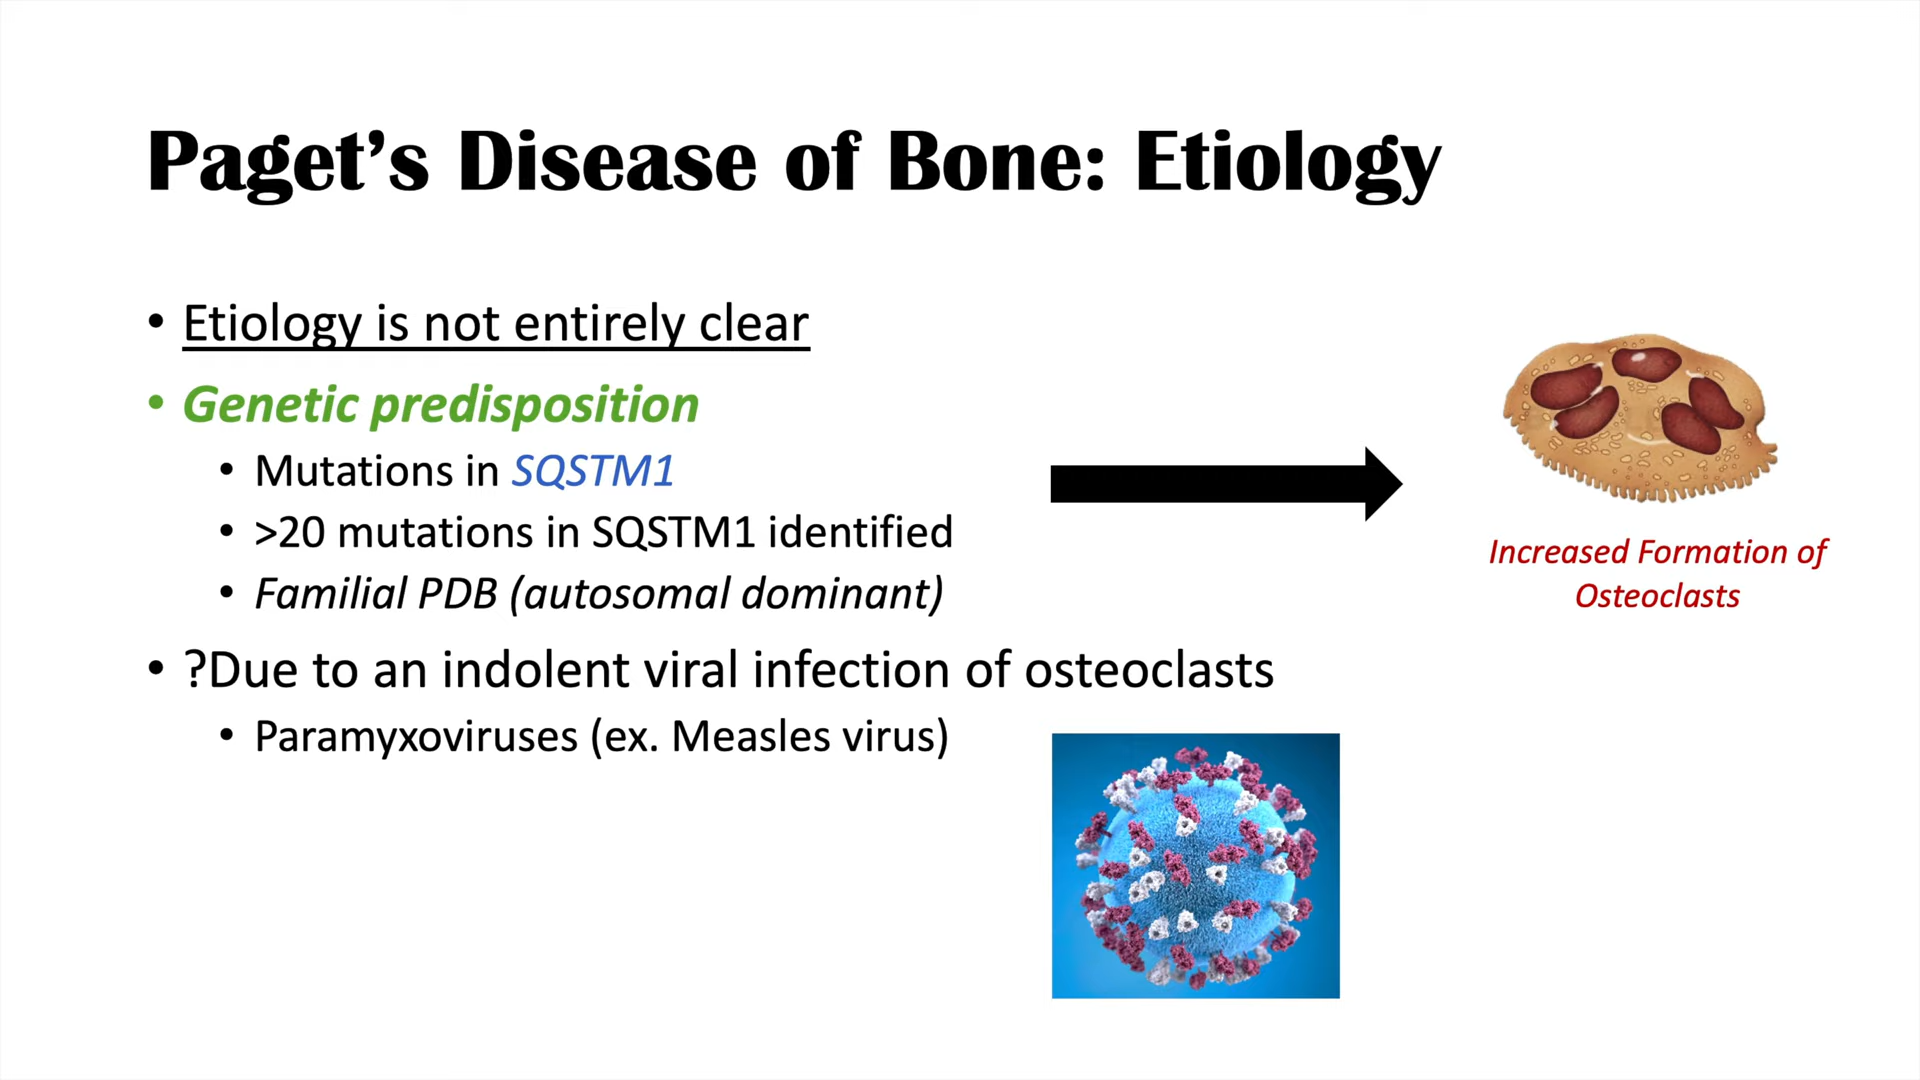 Paget’s Disease of Bone: Etiology
• Etiology is not entirely clear
• Genetic predisposition
• Mutations in SQSTM1
• >20 mutations in SQSTM1 identified
• Familial PDB (autosomal dominant)
• ?Due to an indolent viral infection of osteoclasts
• Paramyxoviruses (ex. Measles virus)
Increased Formation of
Osteoclasts